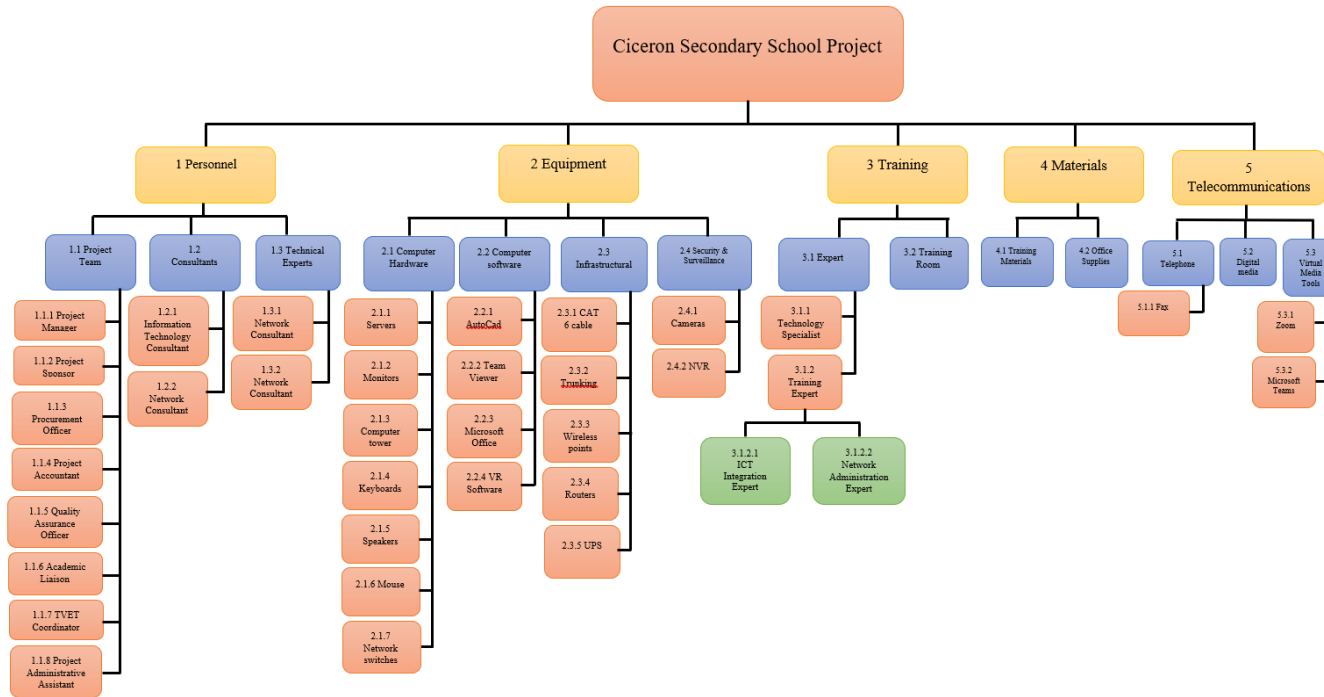 Ciceron Secondary School Project
1 Personnel
2 Equipment
3 Training
4 Materials
5
Telecommunications
1.1 Project
Team
1.2
Consultants
1.3 Technical
Experts
2.1 Computer
Hardware
2.2 Computer
software
2.3
Infrastructural
2.4 Security &
Surveillance
3.1 Expert
3.2 Training
Room
4.1 Training
Materials
4.2 Office
Supplies
5.1
Telephone
5.2
Digital
media
5.3
Virtual
Media
Tools
1.1.1 Project
Manager
1.1.2 Project
Sponsor
1.1.3
Procurement
Officer
1.1.4 Project
Accountant
1.1.5 Quality
Assurance
Officer
1.1.6 Academic
Liaison
1.1.7 TVET
Coordinator
1.1.8 Project
Administrative
Assistant
1.2.1
Information
Technology
Consultant
1.2.2
Network
Consultant
1.3.1
Network
Consultant
1.3.2
Network
Consultant
2.1.1
Servers
2.1.2
Monitors
2.1.3
Computer
tower
2.1.4
Keyboards
2.1.5
Speakers
2.1.6 Mouse
2.1.7
Network
switches
2.2.1
AutoCad
2.2.2 Team
Viewer
2.2.3
Microsoft
Office
2.2.4 VR
Software
2.3.1 CAT
6 cable
2.3.2
Trunking
2.3.3
Wireless
points
2.3.4
Routers
2.3.5 UPS
2.4.1
Cameras
2.4.2 NVR
3.1.1
Technology
Specialist
3.1.2
Training
Expert
3.1.2.1
ICT
Integration
Expert
3.1.2.2
Network
Administration
Expert
5.1.1 Fax
5.3.1
Zoom
5.3.2
Microsoft
Teams